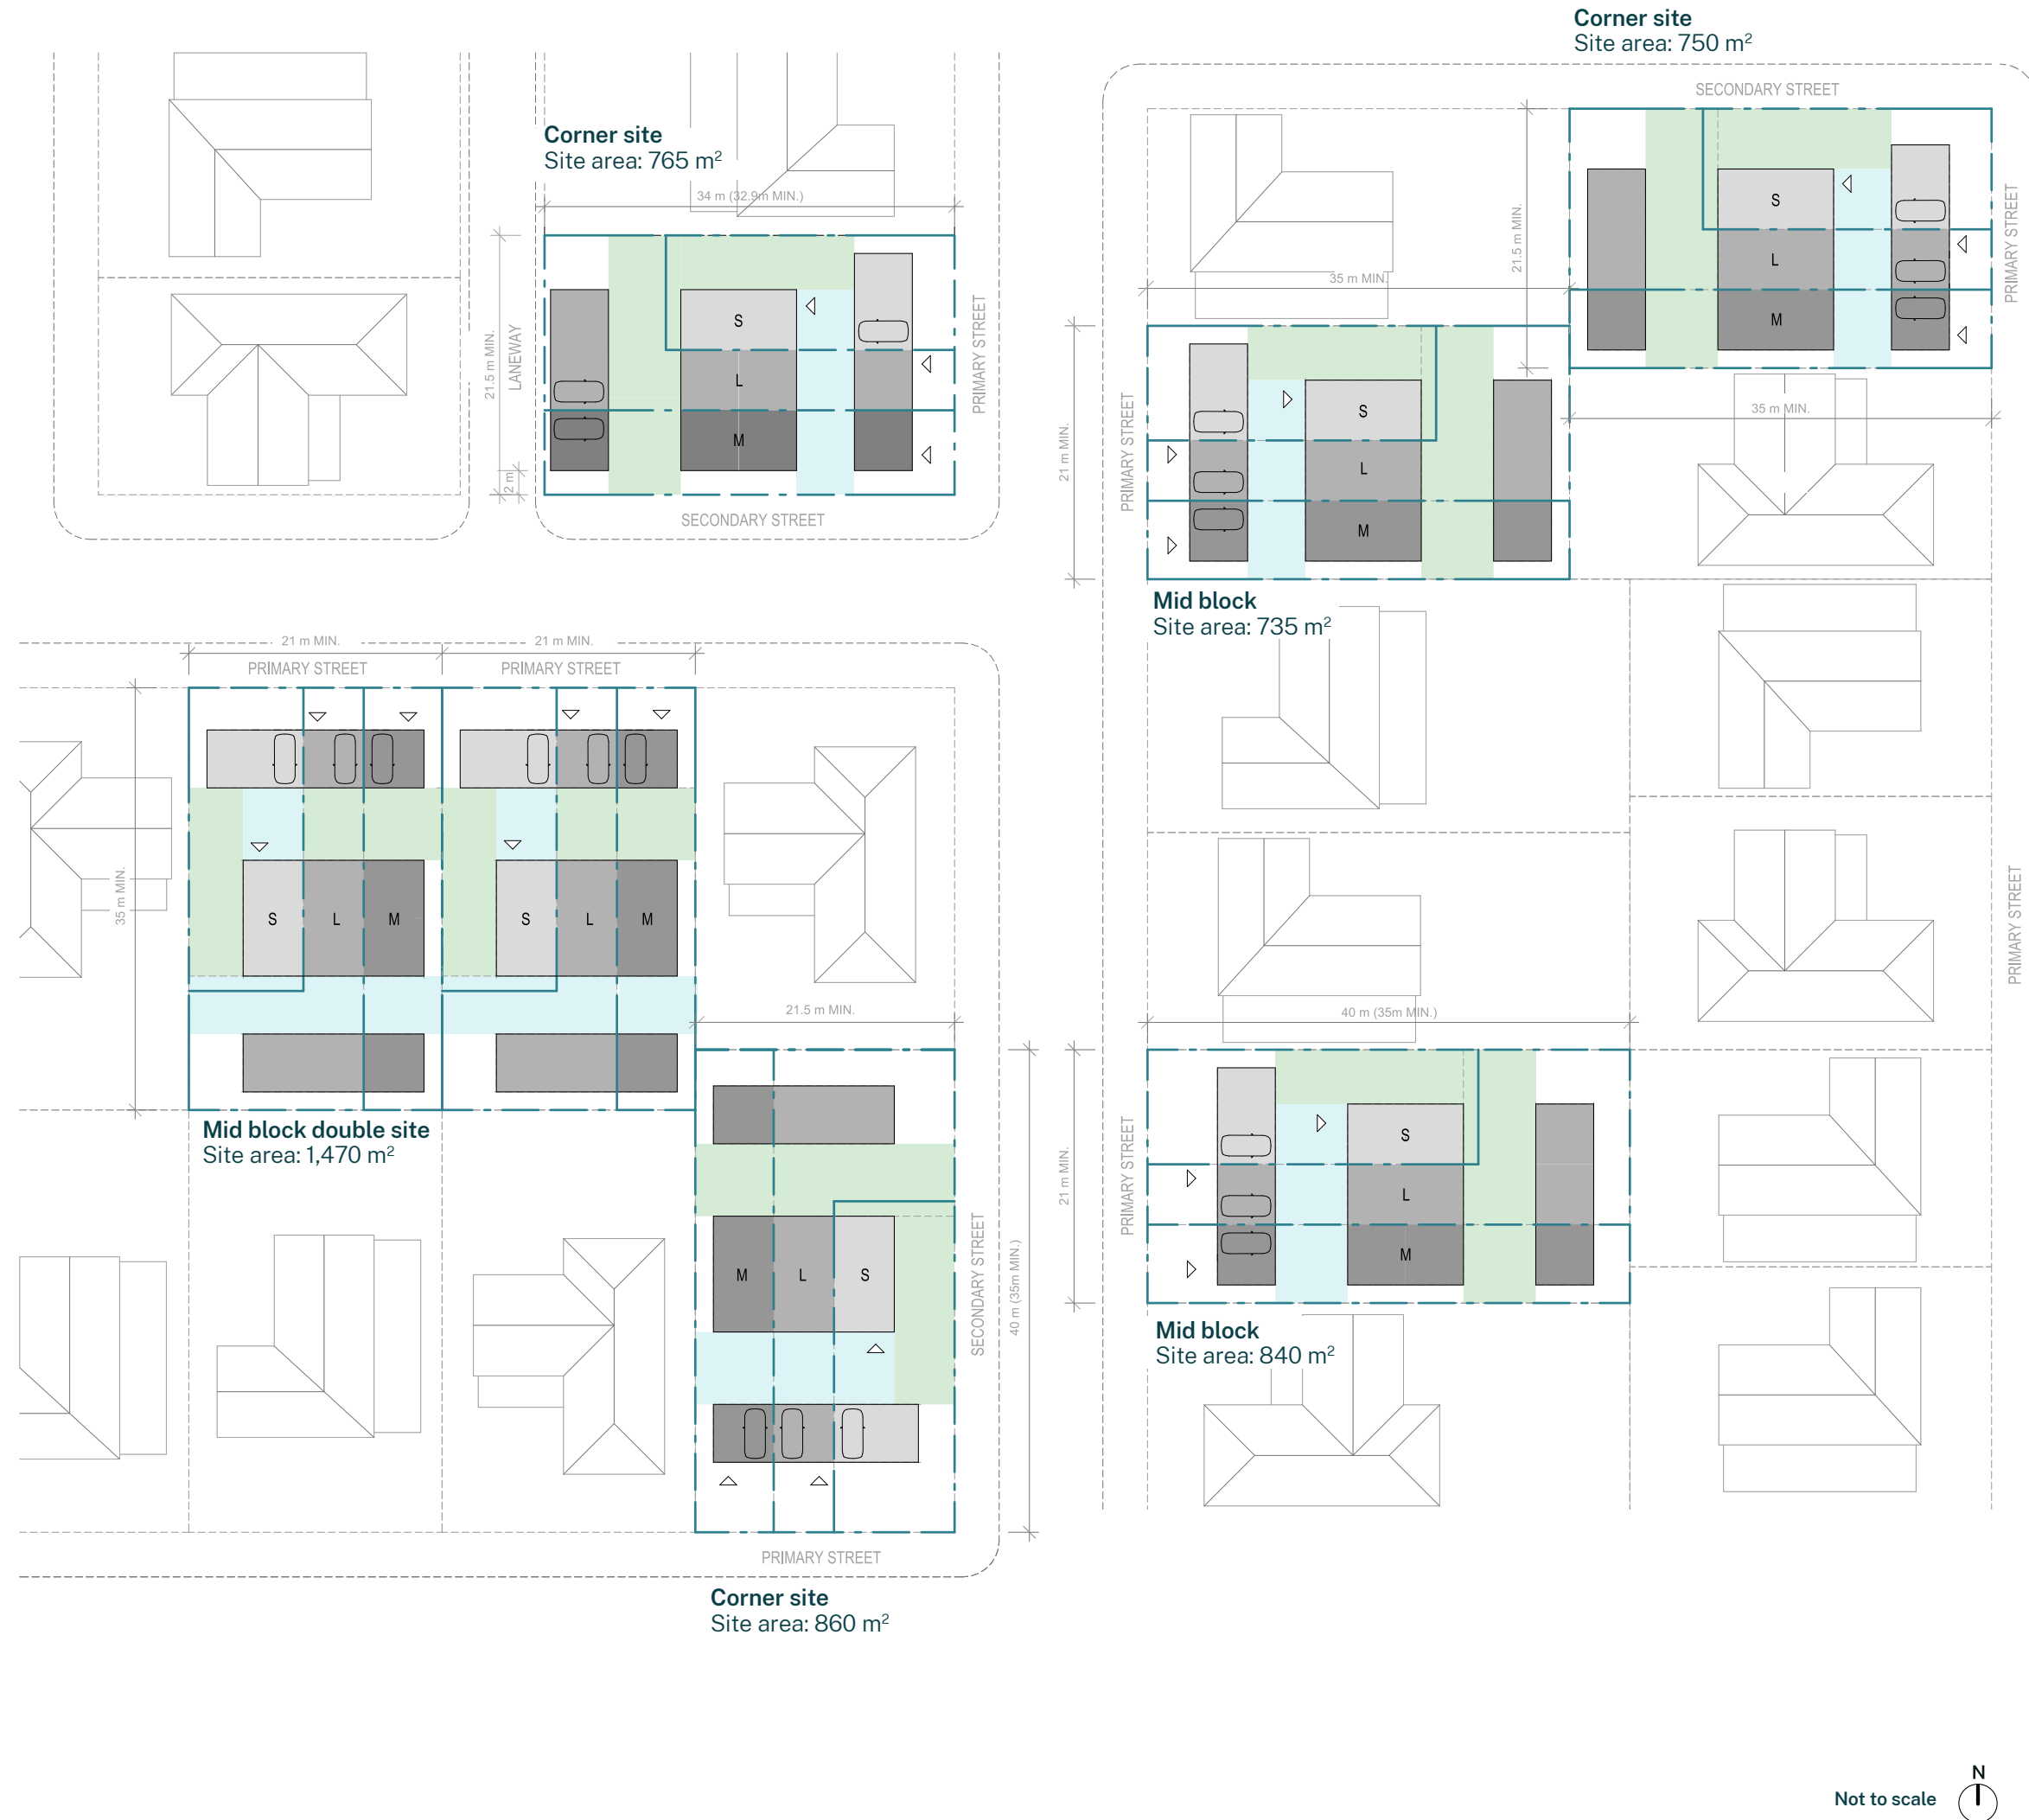 Corner site
Site area: 750 m²
SECONDARY STREET
Corner site
Site area: 765 m²
34 m (32.9m MIN.)
21.5 m MIN.
LANEWAY
2 m
S
L
M
PRIMARY STREET
SECONDARY STREET
21.5 m MIN.
S
L
M
PRIMARY STREET
35 m MIN.
35 m MIN.
21 m MIN.
PRIMARY STREET
S
L
M
Mid block
Site area: 735 m²
21 m MIN.
21 m MIN.
PRIMARY STREET
PRIMARY STREET
35 m MIN.
S
L
M
S
L
M
Mid block double site
Site area: 1,470 m²
21.5 m MIN.
M
L
S
SECONDARY STREET
40 m (35m MIN.)
PRIMARY STREET
Corner site
Site area: 860 m²
PRIMARY STREET
40 m (35m MIN.)
21 m MIN.
PRIMARY STREET
S
L
M
Mid block
Site area: 840 m²
N
Not to scale